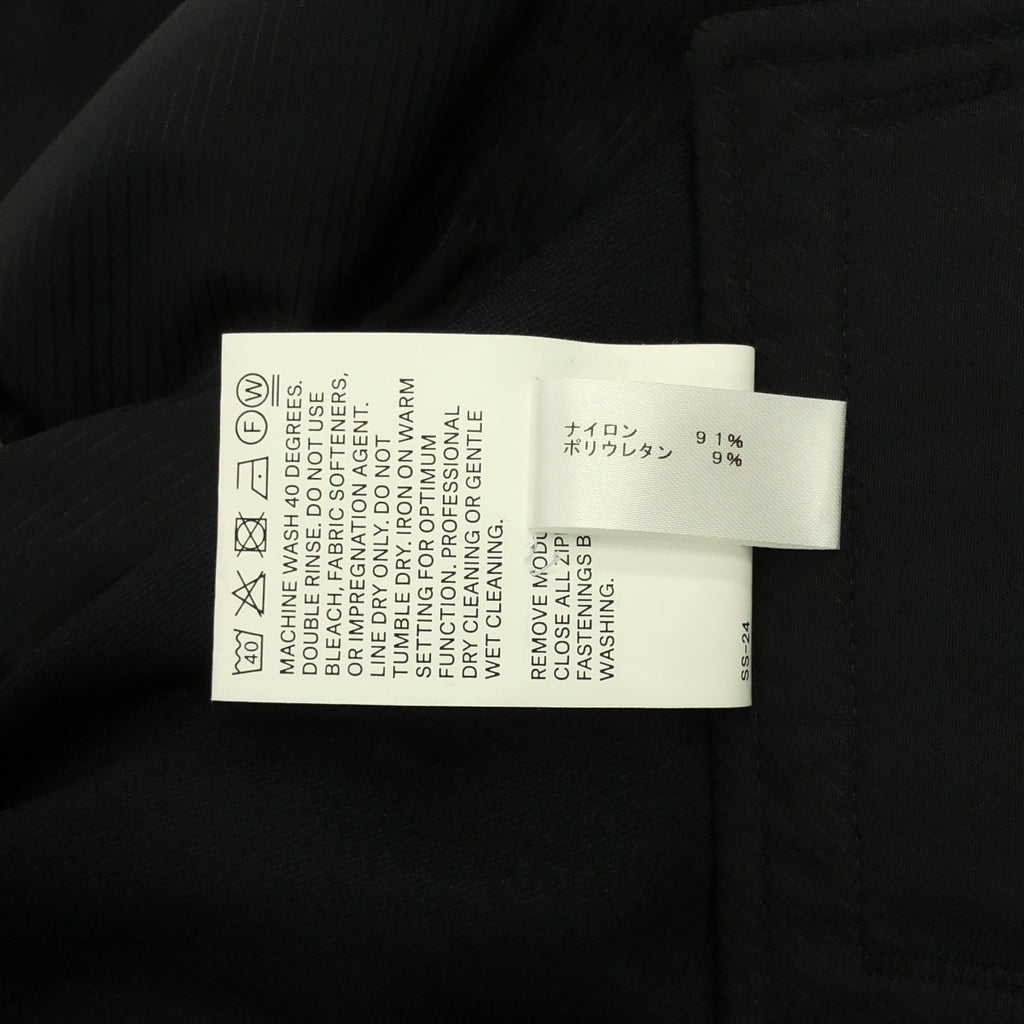 40 F W
MACHINE WASH 40 DEGREES.
DOUBLE RINSE. DO NOT USE
BLEACH, FABRIC SOFTENERS,
OR IMPREGNATION AGENT.
LINE DRY ONLY. DO NOT
TUMBLE DRY. IRON ON WARM
SETTING FOR OPTIMUM
FUNCTION. PROFESSIONAL
DRY CLEANING OR GENTLE
WET CLEANING.
REMOVE
CLOSE ALL
FASTENINGS
WASHING.
SS-24
ナイロン 91%
ポリウレタン 9%